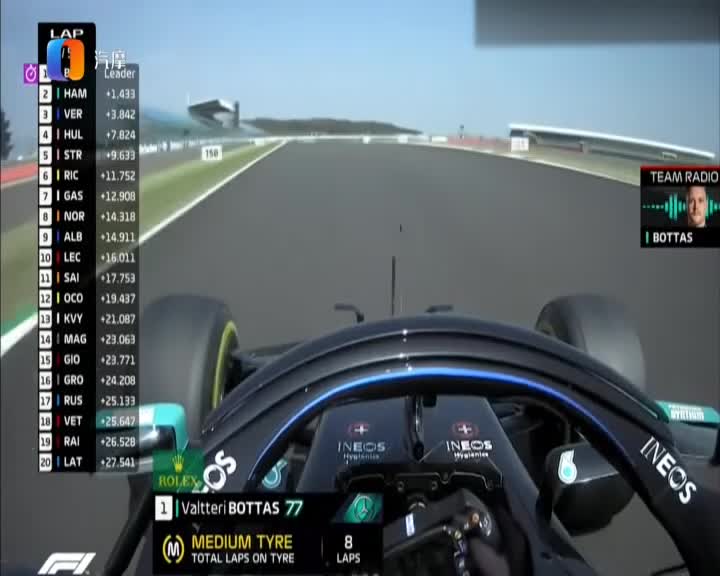 LAP
汽摩
1 B Leader
2 HAM +1.433
3 VER +3.842
4 HUL +7.824
5 STR +9.633
6 RIC +11.752
7 GAS +12.908
8 NOR +14.318
9 ALB +14.911
10 LEC +16.011
11 SAI +17.753
12 OCO +19.437
13 KVY +21.087
14 MAG +23.063
15 GIO +23.771
16 GRO +24.208
17 RUS +25.133
18 VET +25.647
19 RAI +26.528
20 LAT +27.541
150
TEAM RADIO
BOTTAS
INEOS
Hygienics
INEOS
Hygienics
INEOS
ROLEX
1 Valtteri BOTTAS 77
M MEDIUM TYRE
TOTAL LAPS ON TYRE
8
LAPS
F1